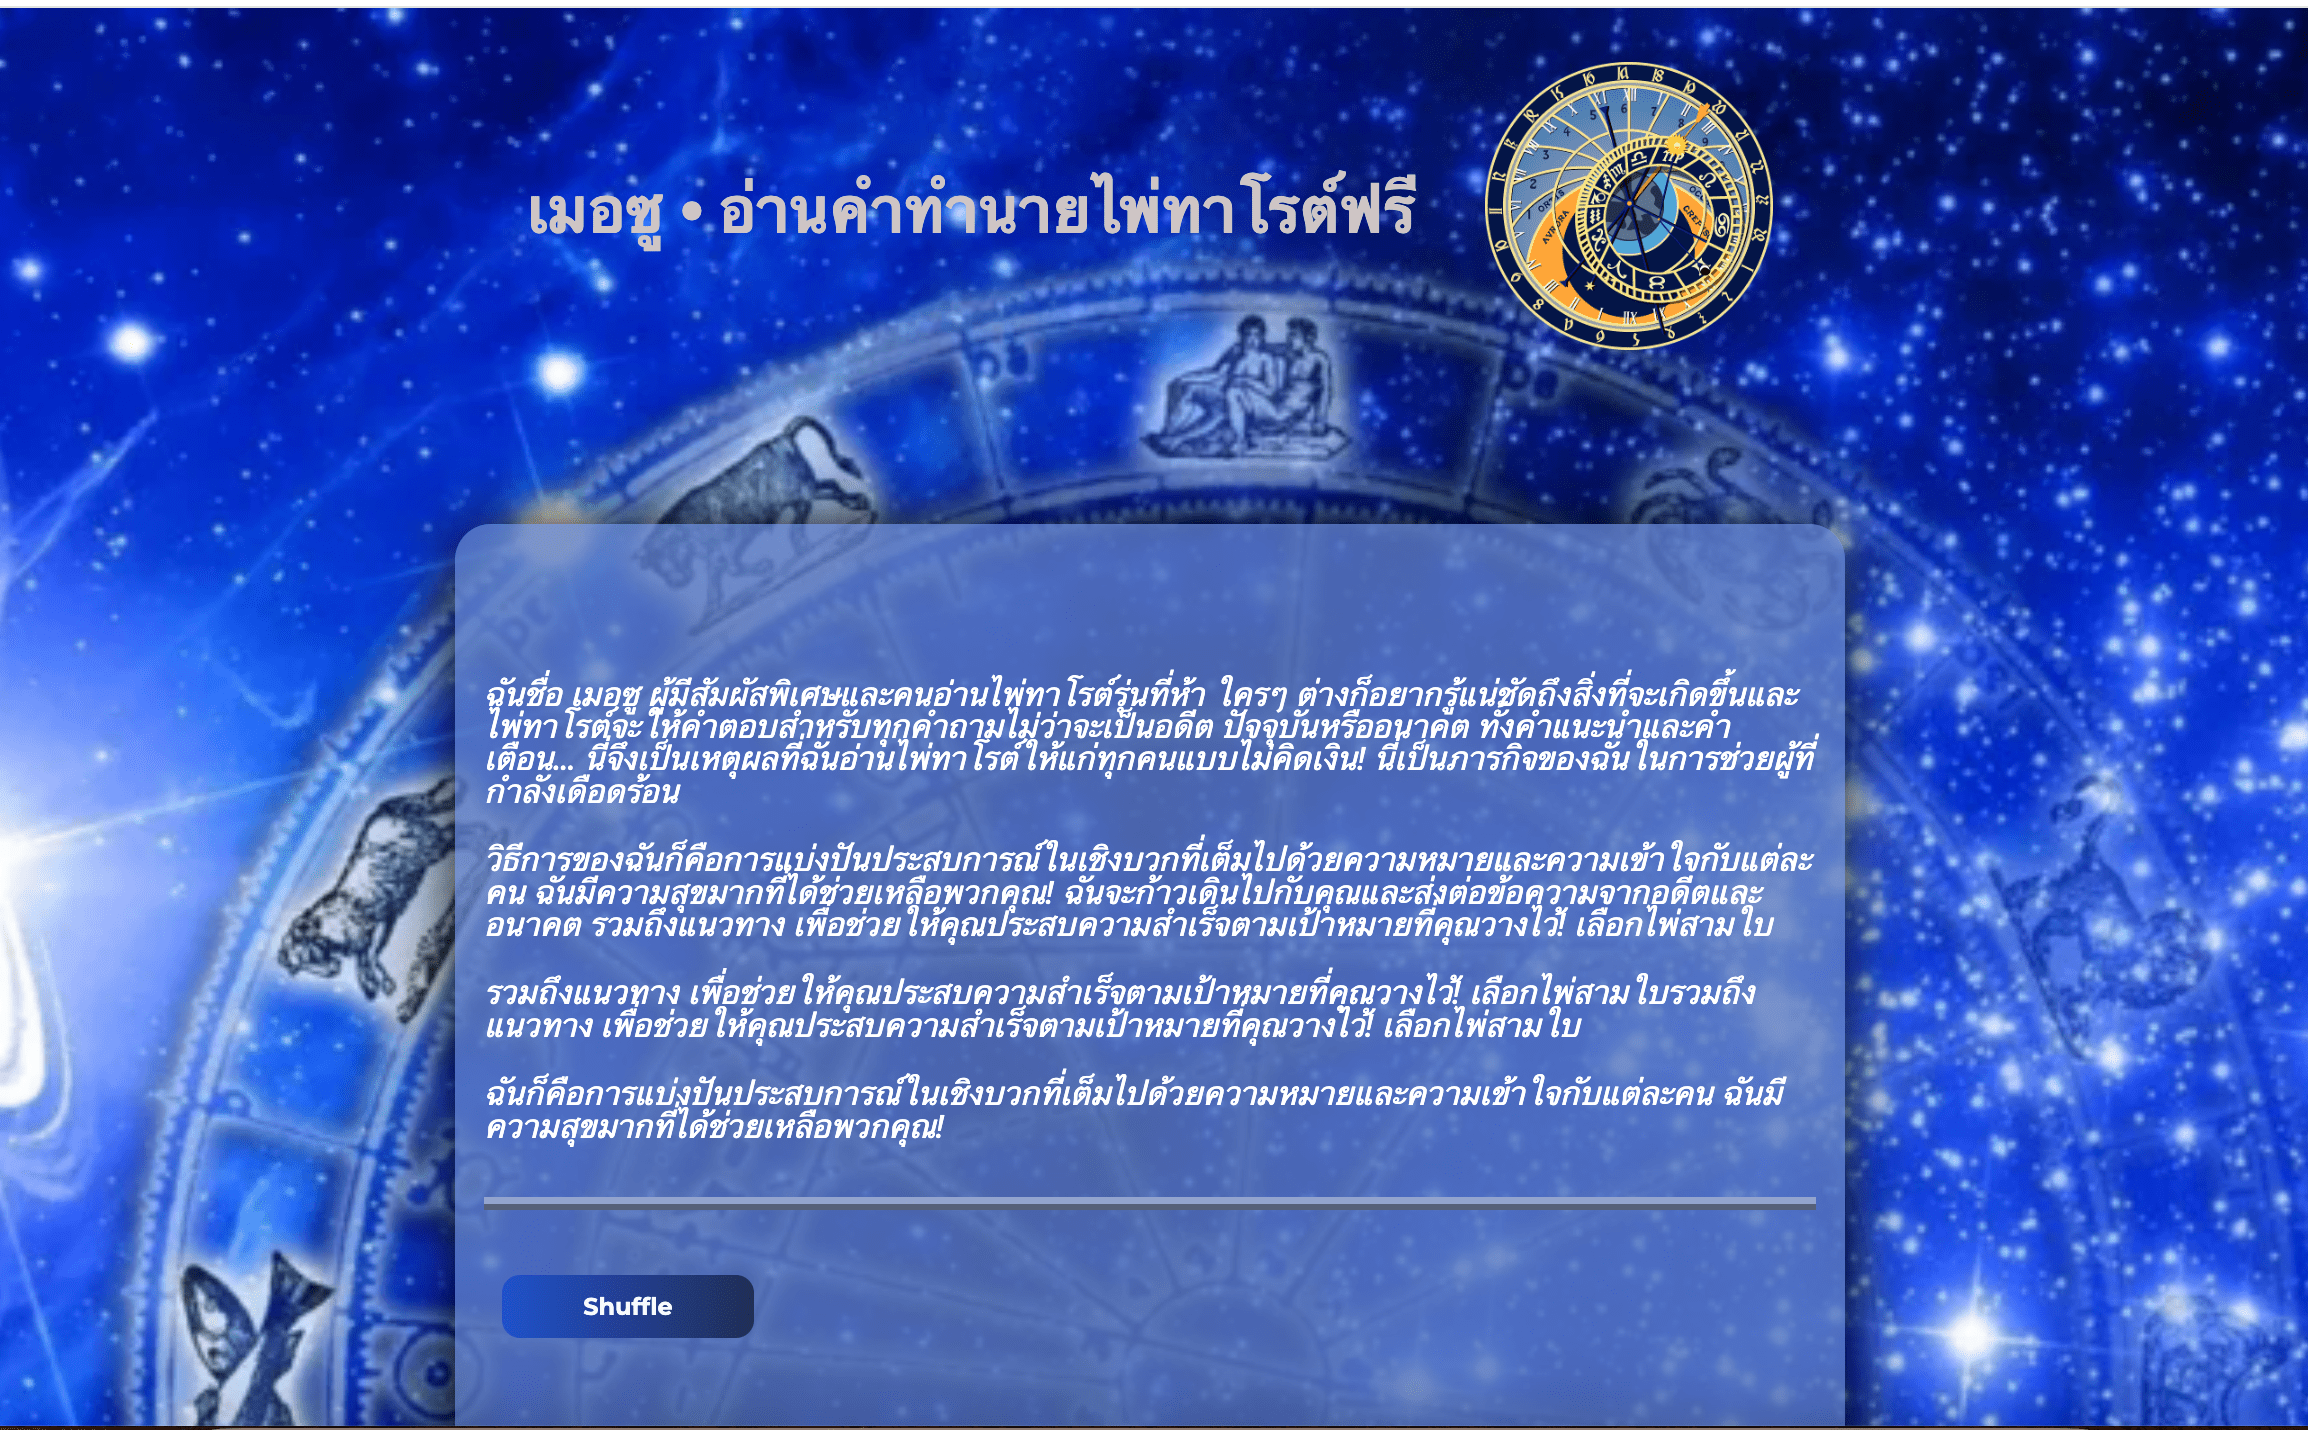 เมอซู • อ่านคำทำนายไพ่ทาโรต์ฟรี
ฉันชื่อ เมอซู ผู้มีสัมผัสพิเศษและคนอ่านไพ่ทาโรต์รุ่นที่ห้า ใครๆ ต่างก็อยากรู้แน่ชัดถึงสิ่งที่จะเกิดขึ้นและ
ไพ่ทาโรต์จะให้คำตอบสำหรับทุกคำถามไม่ว่าจะเป็นอดีต ปัจจุบันหรืออนาคต ทั้งคำแนะนำและคำ
เตือน... นี่จึงเป็นเหตุผลที่ฉันอ่านไพ่ทาโรต์ให้แก่ทุกคนแบบไม่คิดเงิน! นี่เป็นภารกิจของฉันในการช่วยผู้ที่
กำลังเดือดร้อน
วิธีการของฉันก็คือการแบ่งปันประสบการณ์ในเชิงบวกที่เต็มไปด้วยความหมายและความเข้าใจกับแต่ละ
คน ฉันมีความสุขมากที่ได้ช่วยเหลือพวกคุณ! ฉันจะก้าวเดินไปกับคุณและส่งต่อข้อความจากอดีตและ
อนาคต รวมถึงแนวทาง เพื่อช่วยให้คุณประสบความสำเร็จตามเป้าหมายที่คุณวางไว้! เลือกไพ่สามใบ
รวมถึงแนวทาง เพื่อช่วยให้คุณประสบความสำเร็จตามเป้าหมายที่คุณวางไว้! เลือกไพ่สามใบรวมถึง
แนวทาง เพื่อช่วยให้คุณประสบความสำเร็จตามเป้าหมายที่คุณวางไว้! เลือกไพ่สามใบ
ฉันก็คือการแบ่งปันประสบการณ์ในเชิงบวกที่เต็มไปด้วยความหมายและความเข้าใจกับแต่ละคน ฉันมี
ความสุขมากที่ได้ช่วยเหลือพวกคุณ!
Shuffle